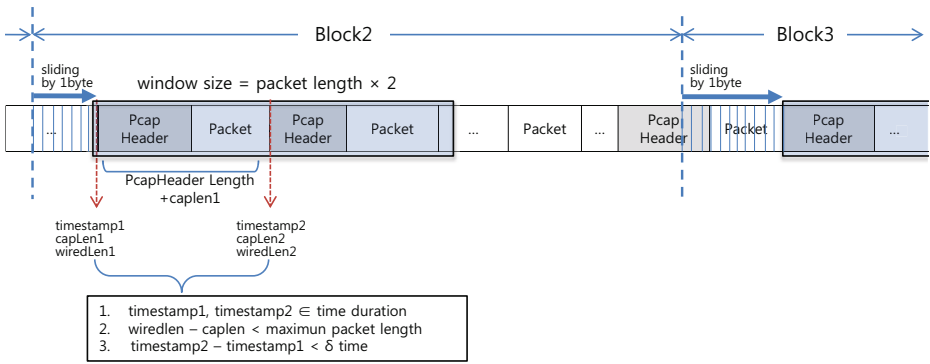 Block2
Block3
sliding
by 1byte
window size = packet length × 2
sliding
by 1byte
...
Pcap
Header
Packet
Pcap
Header
Packet
...
Packet
...
Pcap
Header
Packet
Pcap
Header
...
PcapHeader Length
+caplen1
timestamp1
capLen1
wiredLen1
timestamp2
capLen2
wiredLen2
1. timestamp1, timestamp2 ∈ time duration
2. wiredlen – caplen < maximun packet length
3. timestamp2 – timestamp1 < δ time